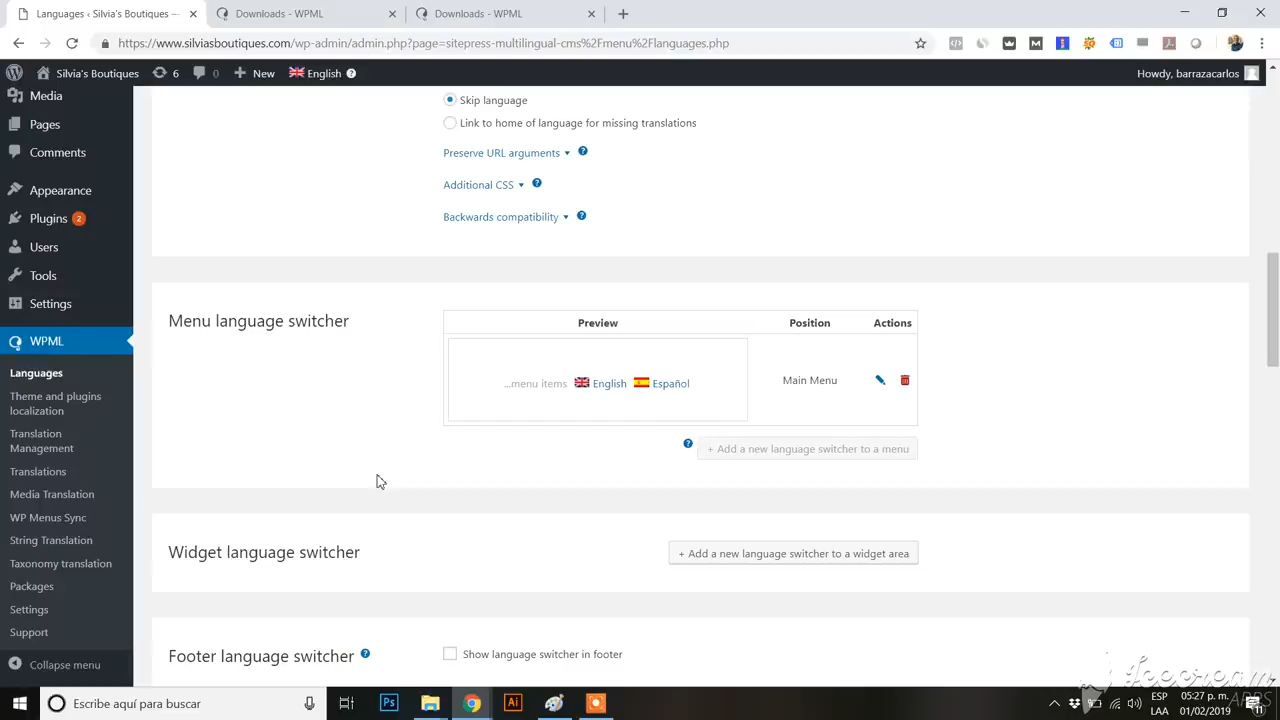 Languages ‹ Silvia's Boutiques —
Downloads - WPML
Downloads - WPML
https://www.silviasboutiques.com/wp-admin/admin.php?page=sitepress-multilingual-cms%2Fmenu%2Flanguages.php
Silvia's Boutiques
6
0
New
English
Howdy, barrazacarlos
Media
Pages
Comments
Appearance
Plugins 2
Users
Tools
Settings
WPML
Languages
Theme and plugins
localization
Translation
Management
Translations
Media Translation
WP Menus Sync
String Translation
Taxonomy translation
Packages
Settings
Support
Collapse menu
Skip language
Link to home of language for missing translations
Preserve URL arguments
Additional CSS
Backwards compatibility
Menu language switcher
Preview Position Actions
...menu items English Español
Main Menu
+ Add a new language switcher to a menu
Widget language switcher
+ Add a new language switcher to a widget area
Footer language switcher
Show language switcher in footer
Icecream
APPS
Escribe aquí para buscar
Ps
Ai
ESP
LAA
05:27 p. m.
01/02/2019
11